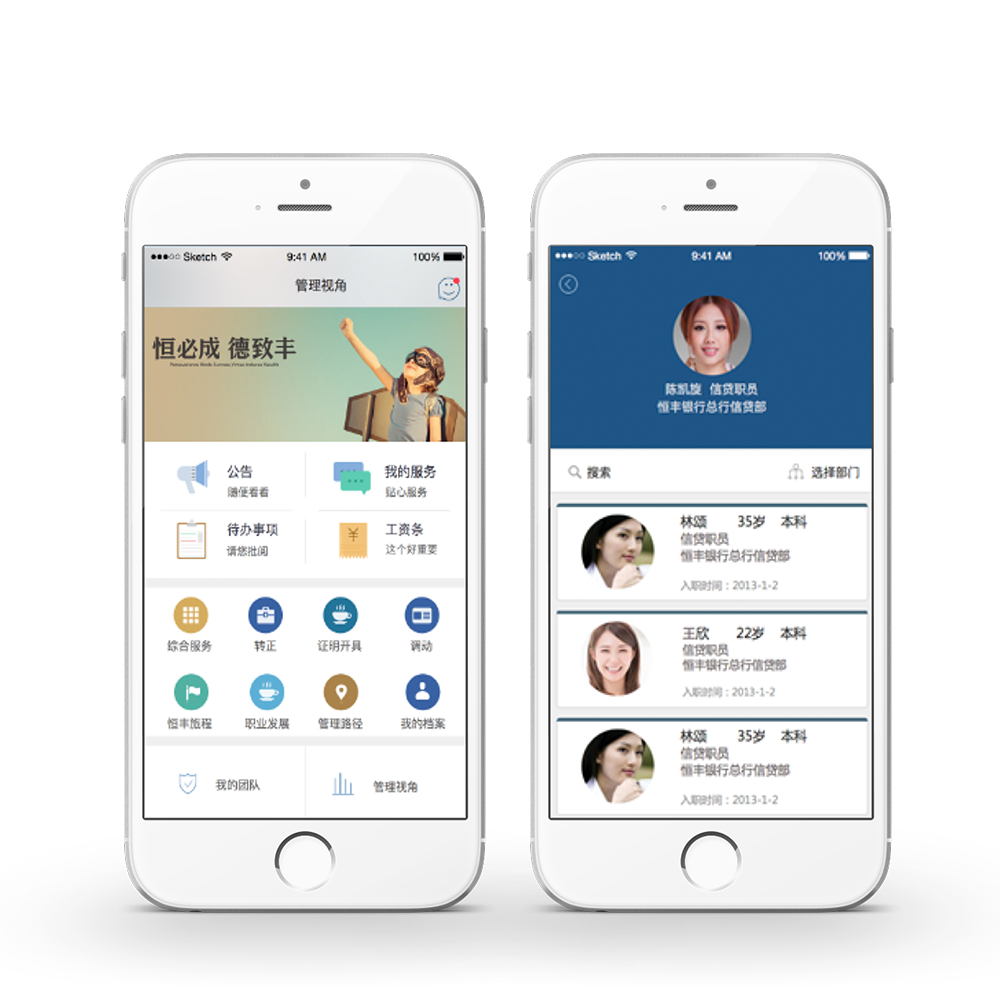 ●●●○○ Sketch
9:41 AM
100%
管理视角
恒必成 德致丰
公告
随便看看
我的服务
贴心服务
待办事项
请您批阅
¥
工资条
这个好重要
综合服务
转正
证明开具
调动
恒丰旅程
职业发展
管理路径
我的档案
我的团队
管理视角
●●●○○ Sketch
9:41 AM
100%
陈凯旋 信贷职员
恒丰银行总行信贷部
搜索
选择部门
林颂 35岁 本科
信贷职员
恒丰银行总行信贷部
入职时间：2013-1-2
王欣 22岁 本科
信贷职员
恒丰银行总行信贷部
入职时间：2013-1-2
林颂 35岁 本科
信贷职员
恒丰银行总行信贷部
入职时间：2013-1-2